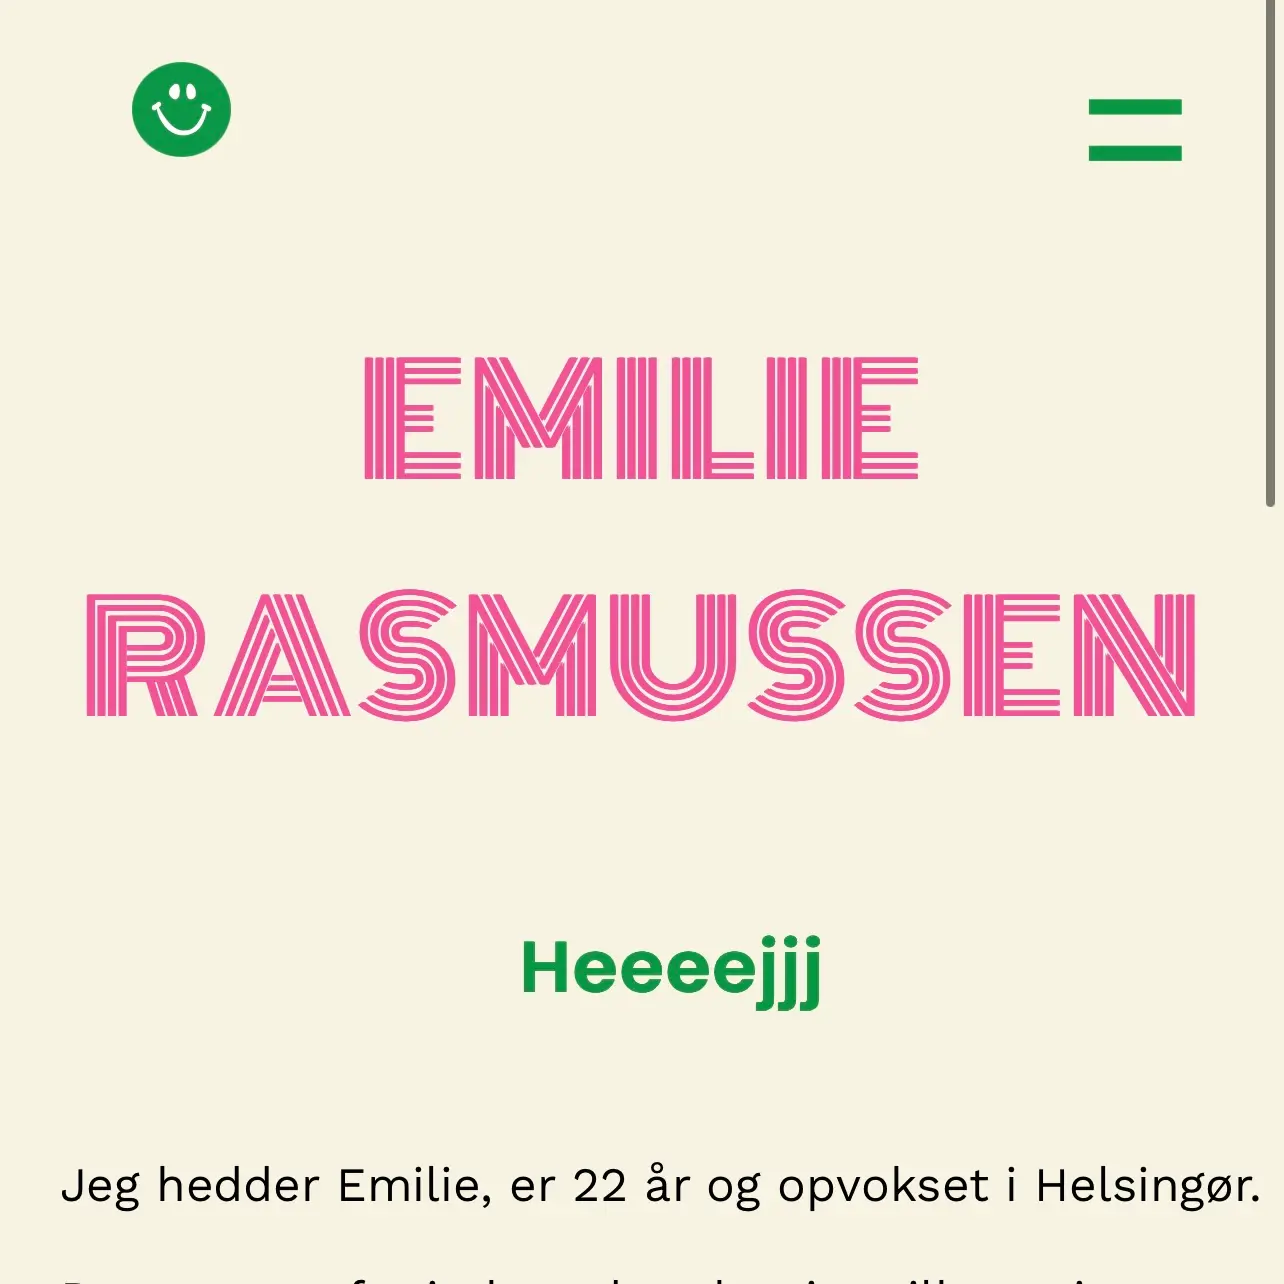 EMILIE
RASMUSSEN
Heeeejjj
Jeg hedder Emilie, er 22 år og opvokset i Helsingør.